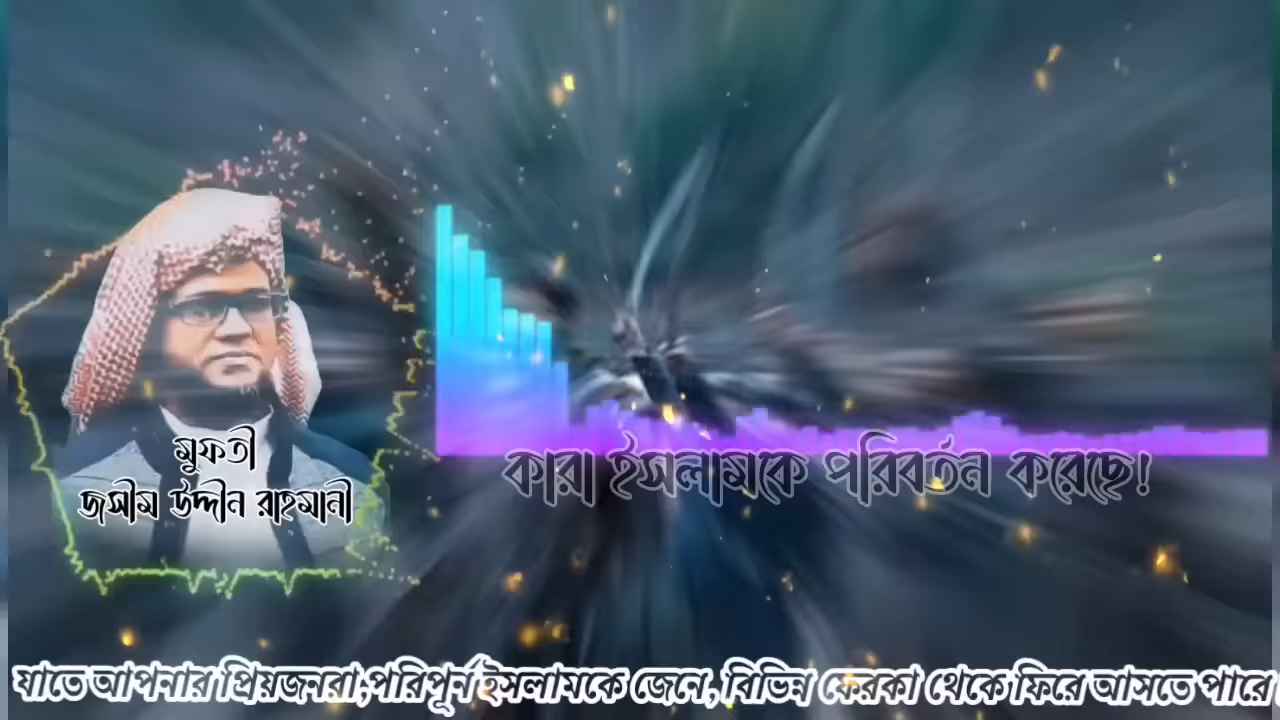 মুফতী
জসীম উদ্দীন রাহমানী
কারা ইসলামকে পরিবর্তন করেছে!
যাতে আপনার প্রিয়জনরা,পরিপূর্ন ইসলামকে জেনে, বিভিন্ন ফেরকা থেকে ফিরে আসতে পারে